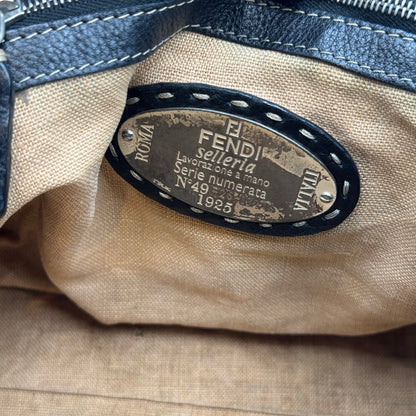 ROMA
FENDI
selleria
Lavorazione a mano
Serie numerata
N°49
1925
ITALIA